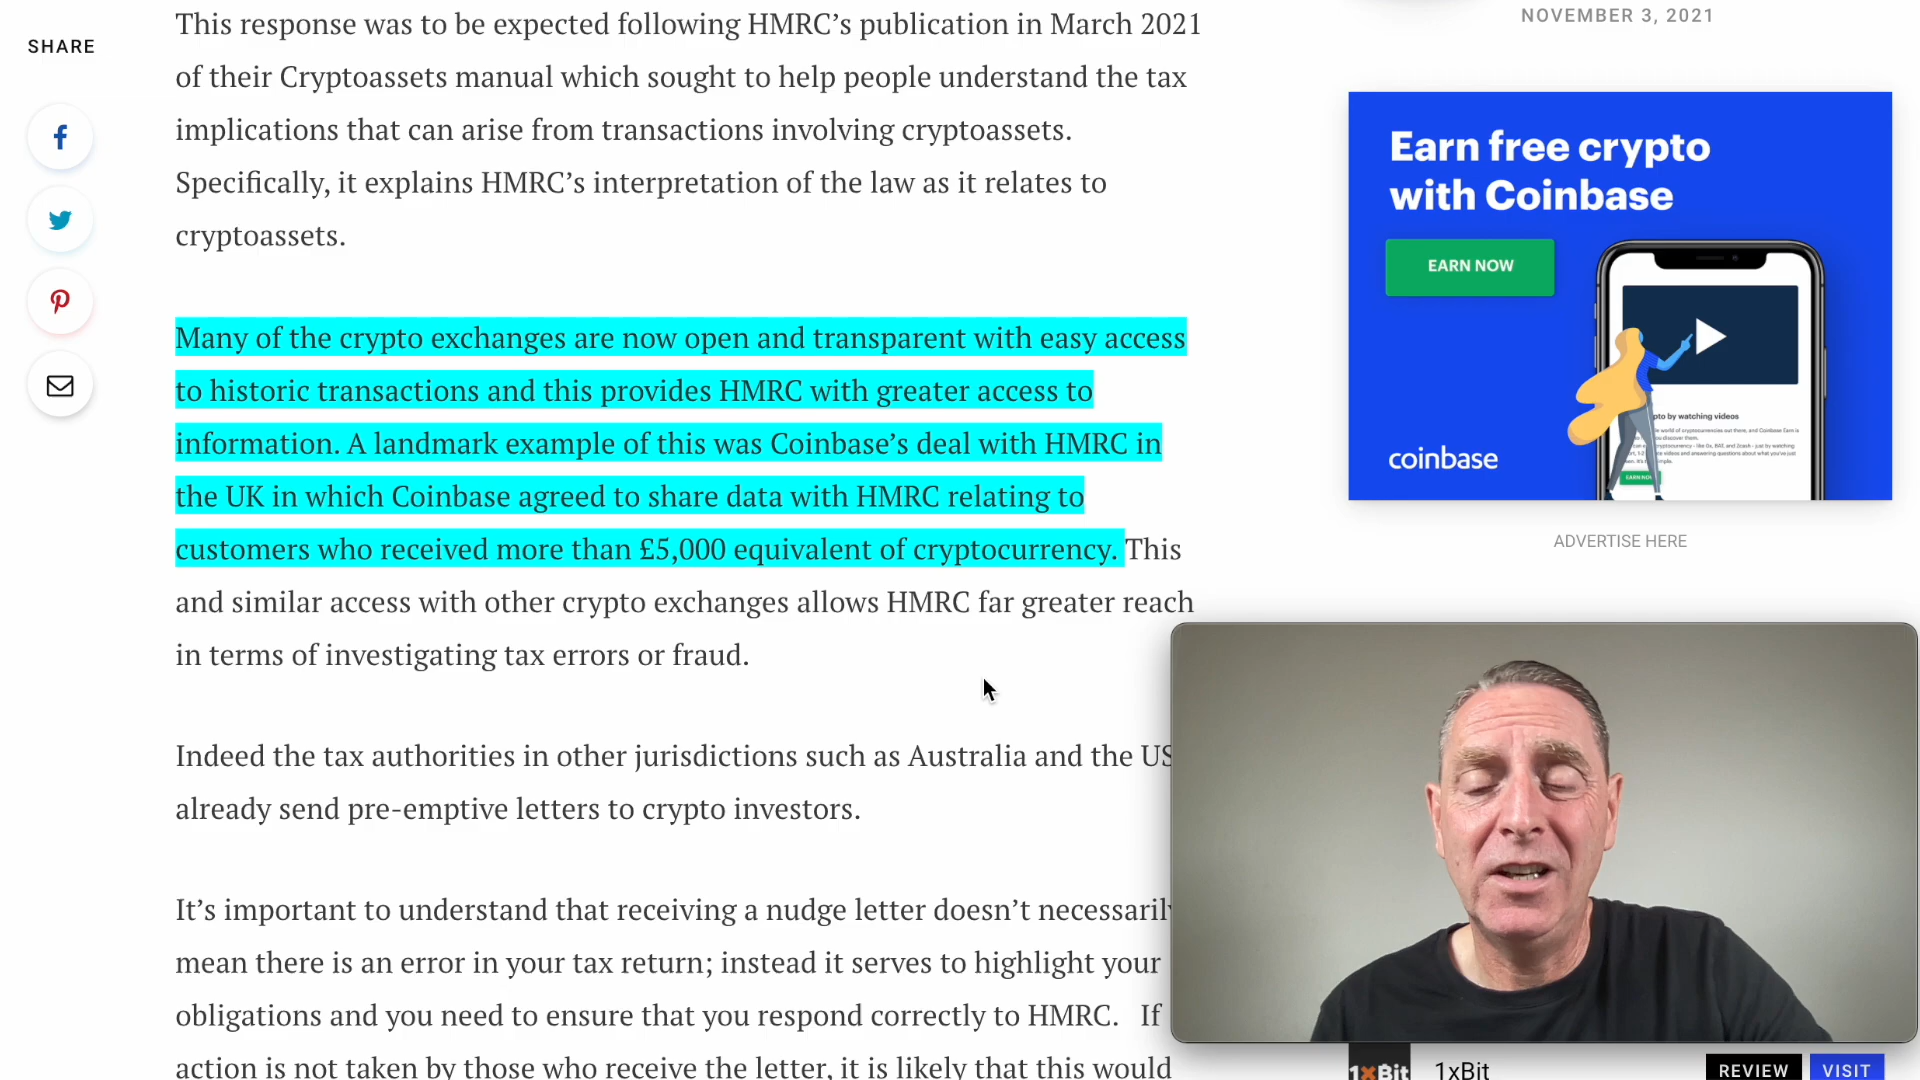 SHARE
This response was to be expected following HMRC’s publication in March 2021
of their Cryptoassets manual which sought to help people understand the tax
implications that can arise from transactions involving cryptoassets.
Specifically, it explains HMRC’s interpretation of the law as it relates to
cryptoassets.
Many of the crypto exchanges are now open and transparent with easy access
to historic transactions and this provides HMRC with greater access to
information. A landmark example of this was Coinbase’s deal with HMRC in
the UK in which Coinbase agreed to share data with HMRC relating to
customers who received more than £5,000 equivalent of cryptocurrency. This
and similar access with other crypto exchanges allows HMRC far greater reach
in terms of investigating tax errors or fraud.
Indeed the tax authorities in other jurisdictions such as Australia and the US
already send pre-emptive letters to crypto investors.
It’s important to understand that receiving a nudge letter doesn’t necessarily
mean there is an error in your tax return; instead it serves to highlight your
obligations and you need to ensure that you respond correctly to HMRC. If
action is not taken by those who receive the letter, it is likely that this would
NOVEMBER 3, 2021
Earn free crypto
with Coinbase
EARN NOW
pto by watching videos
EARN NOW
coinbase
ADVERTISE HERE
1xBit
1xBit
REVIEW
VISIT